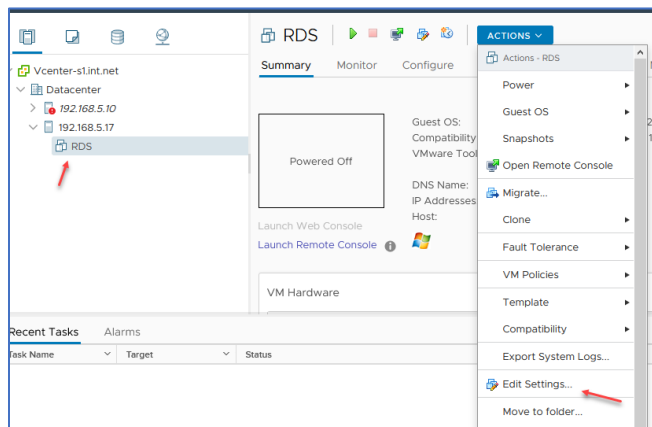 RDS
ACTIONS
Summary Monitor Configure
Vcenter-s1.int.net
Datacenter
192.168.5.10
192.168.5.17
RDS
Powered Off
Guest OS:
Compatibility
VMware Tool
DNS Name:
IP Addresses
Host:
Launch Web Console
Launch Remote Console
VM Hardware
Actions - RDS
Power
Guest OS
Snapshots
Open Remote Console
Migrate...
Clone
Fault Tolerance
VM Policies
Template
Compatibility
Export System Logs...
Edit Settings...
Move to folder...
Recent Tasks Alarms
Task Name Target Status